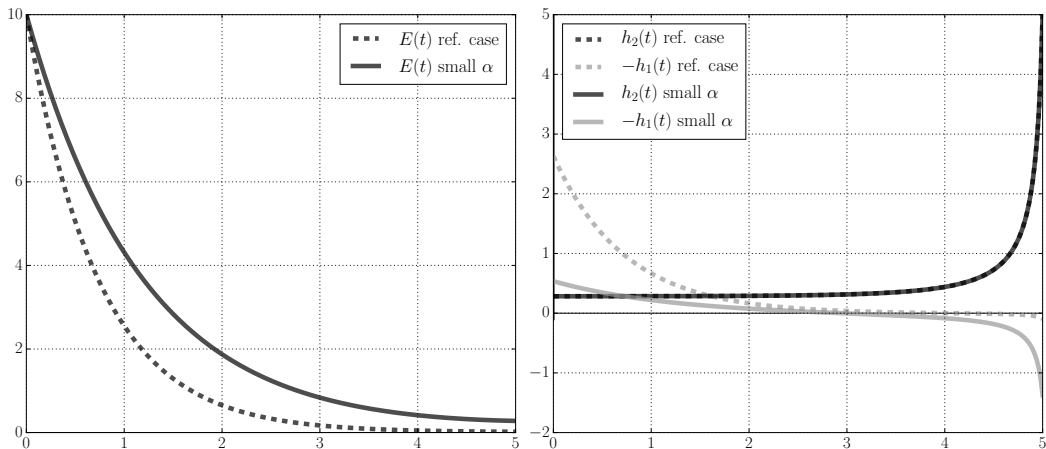 10
8
6
4
2
0
0 1 2 3 4 5
E(t) ref. case
E(t) small α
5
4
3
2
1
0
−1
−2
0 1 2 3 4 5
h₂(t) ref. case
−h₁(t) ref. case
h₂(t) small α
−h₁(t) small α